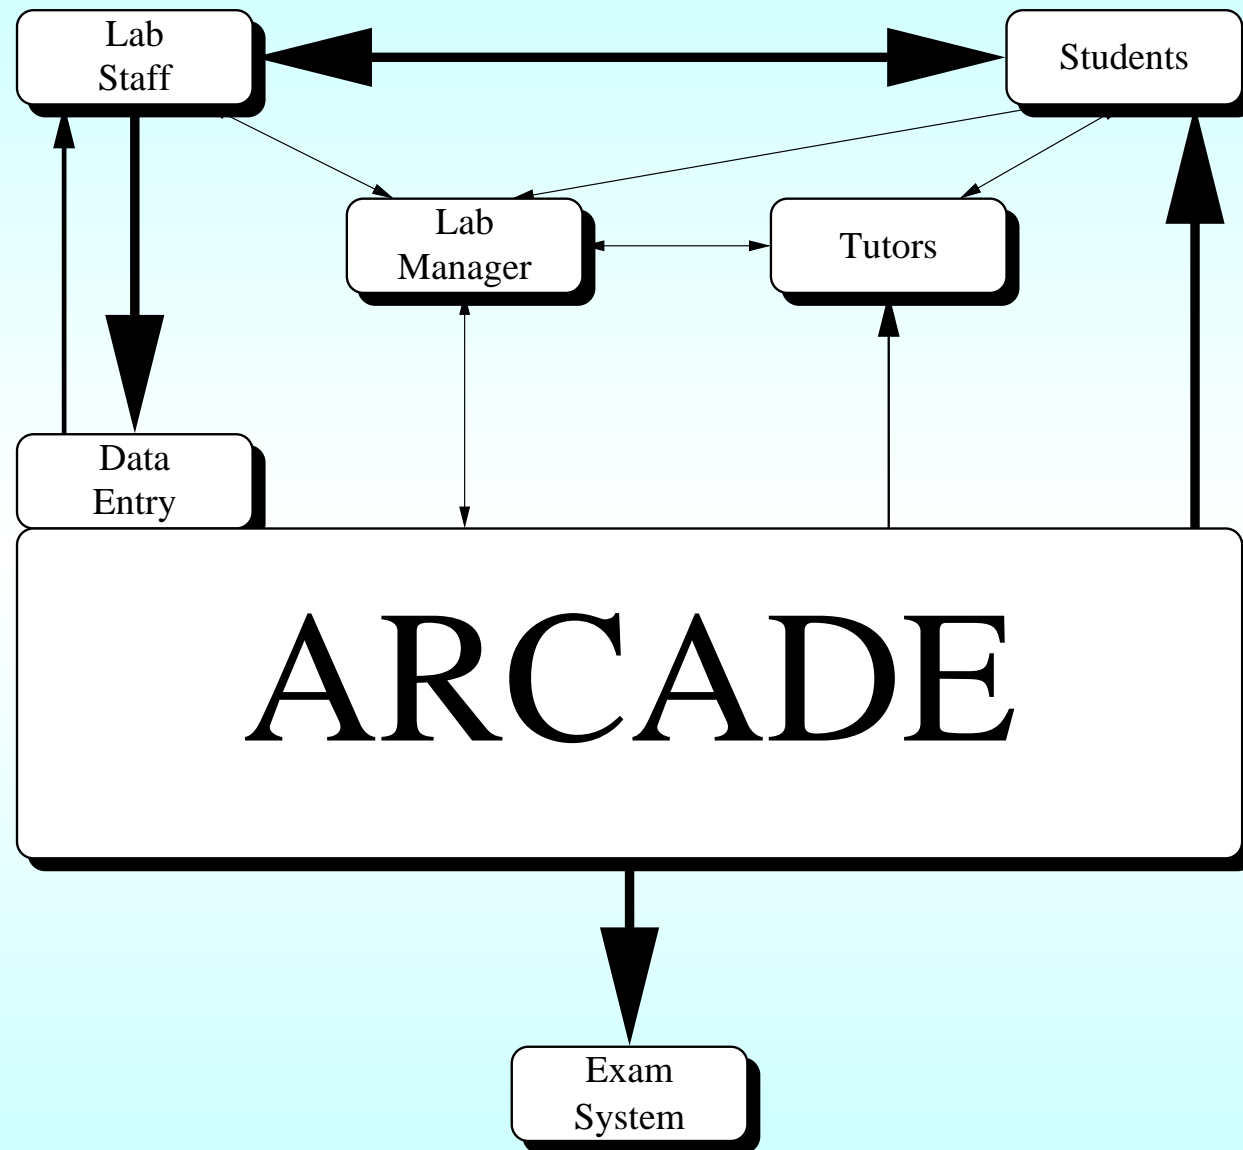 Lab
Staff
Students
Lab
Manager
Tutors
Data
Entry
ARCADE
Exam
System